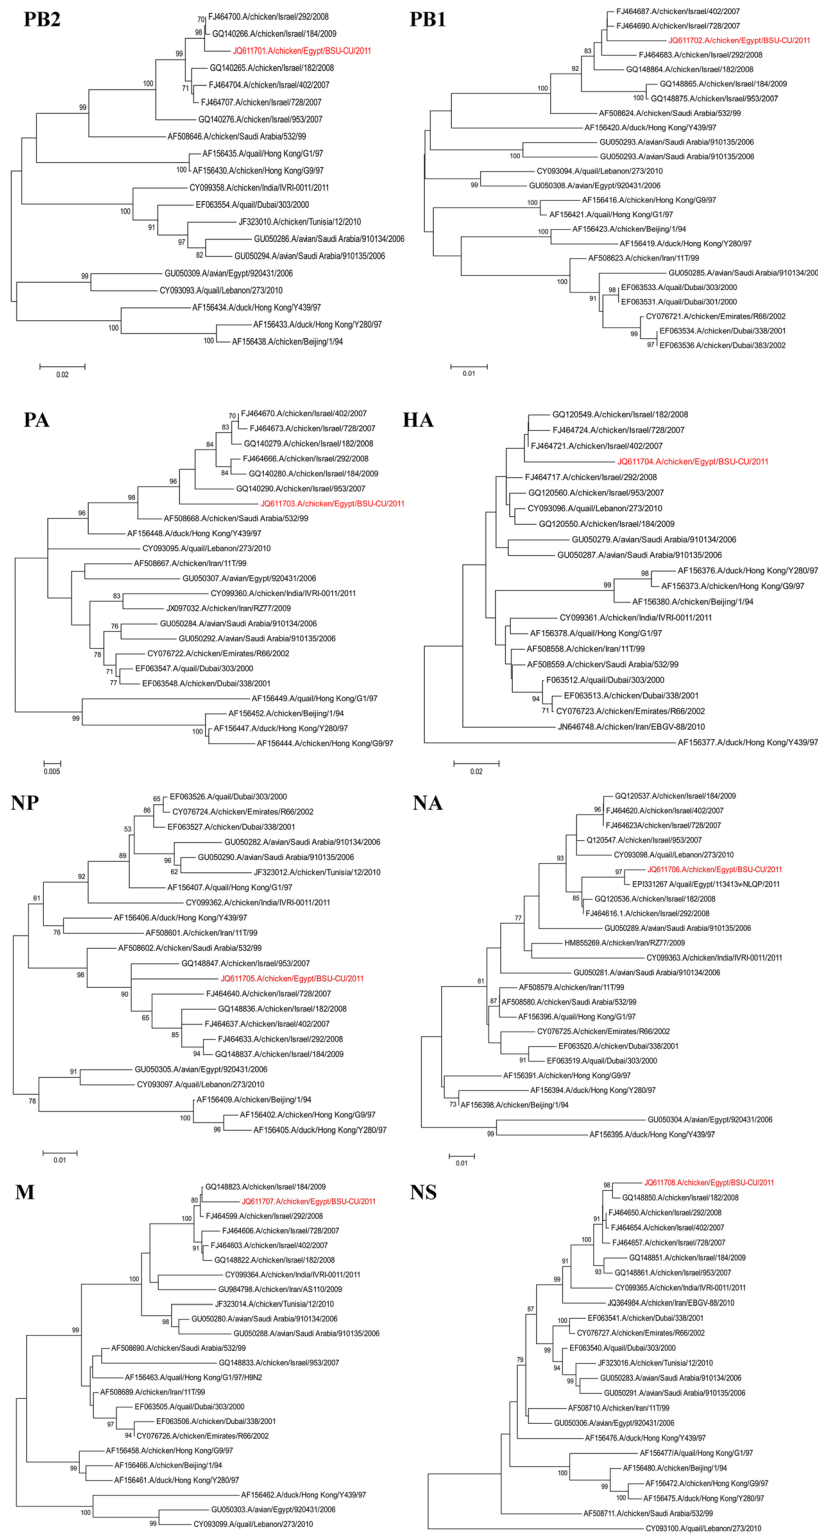 PB2
70 FJ464700.A/chicken/Israel/292/2008
98 GQ140266.A/chicken/Israel/184/2009
99 JQ611701.A/chicken/Egypt/BSU-CU/2011
GQ140265.A/chicken/Israel/182/2008
100 FJ464704.A/chicken/Israel/402/2007
71
FJ464707.A/chicken/Israel/728/2007
99 GQ140276.A/chicken/Israel/953/2007
AF508646.A/chicken/Saudi Arabia/532/99
AF156435.A/quail/Hong Kong/G1/97
100 AF156430.A/chicken/Hong Kong/G9/97
CY099358.A/chicken/India/IVRI-0011/2011
100 EF063554.A/quail/Dubai/303/2000
91 JF323010.A/chicken/Tunisia/12/2010
97 GU050286.A/avian/Saudi Arabia/910134/2006
82 GU050294.A/avian/Saudi Arabia/910135/2006
GU050309.A/avian/Egypt/920431/2006
99
CY093093.A/quail/Lebanon/273/2010
AF156434.A/duck/Hong Kong/Y439/97
100 AF156433.A/duck/Hong Kong/Y280/97
100 AF156438.A/chicken/Beijing/1/94
0.02
PB1
FJ464687.A/chicken/Israel/402/2007
FJ464690.A/chicken/Israel/728/2007
JQ611702.A/chicken/Egypt/BSU-CU/2011
83 FJ464683.A/chicken/Israel/292/2008
92 GQ148864.A/chicken/Israel/182/2008
100 GQ148865.A/chicken/Israel/184/2009
100 GQ148875.A/chicken/Israel/953/2007
AF508624.A/chicken/Saudi Arabia/532/99
AF156420.A/duck/Hong Kong/Y439/97
GU050293.A/avian/Saudi Arabia/910135/2006
100 GU050293.A/avian/Saudi Arabia/910135/2006
CY093094.A/quail/Lebanon/273/2010
99 GU050308.A/avian/Egypt/920431/2006
AF156416.A/chicken/Hong Kong/G9/97
100
AF156421.A/quail/Hong Kong/G1/97
100 AF156423.A/chicken/Beijing/1/94
AF156419.A/duck/Hong Kong/Y280/97
AF508623.A/chicken/Iran/11T/99
100 GU050285.A/avian/Saudi Arabia/910134/200
98 EF063533.A/quail/Dubai/303/2000
91 EF063531.A/quail/Dubai/301/2000
CY076721.A/chicken/Emirates/R66/2002
99 EF063534.A/chicken/Dubai/338/2001
97 EF063536 A/chicken/Dubai/383/2002
0.01
PA
70 FJ464670.A/chicken/Israel/402/2007
83 FJ464673.A/chicken/Israel/728/2007
84 GQ140279.A/chicken/Israel/182/2008
FJ464666.A/chicken/Israel/292/2008
84 GQ140280.A/chicken/Israel/184/2009
98 GQ140290.A/chicken/Israel/953/2007
JQ611703.A/chicken/Egypt/BSU-CU/2011
96 AF508668.A/chicken/Saudi Arabia/532/99
AF156448.A/duck/Hong Kong/Y439/97
CY093095.A/quail/Lebanon/273/2010
AF508667.A/chicken/Iran/11T/99
GU050307.A/avian/Egypt/920431/2006
83 CY099360.A/chicken/India/IVRI-0011/2011
JX097032.A/chicken/Iran/RZ77/2009
76 GU050284.A/avian/Saudi Arabia/910134/2006
GU050292.A/avian/Saudi Arabia/910135/2006
78 CY076722.A/chicken/Emirates/R66/2002
71 EF063547.A/quail/Dubai/303/2000
77 EF063548.A/chicken/Dubai/338/2001
AF156449.A/quail/Hong Kong/G1/97
99 AF156452.A/chicken/Beijing/1/94
100 AF156447.A/duck/Hong Kong/Y280/97
AF156444.A/chicken/Hong Kong/G9/97
0.005
HA
GQ120549.A/chicken/Israel/182/2008
FJ464724.A/chicken/Israel/728/2007
FJ464721.A/chicken/Israel/402/2007
JQ611704.A/chicken/Egypt/BSU-CU/2011
FJ464717.A/chicken/Israel/292/2008
GQ120560.A/chicken/Israel/953/2007
CY093096.A/quail/Lebanon/273/2010
GQ120550.A/chicken/Israel/184/2009
GU050279.A/avian/Saudi Arabia/910134/2006
GU050287.A/avian/Saudi Arabia/910135/2006
98 AF156376.A/duck/Hong Kong/Y280/97
99 AF156373.A/chicken/Hong Kong/G9/97
AF156380.A/chicken/Beijing/1/94
CY099361.A/chicken/India/IVRI-0011/2011
AF156378.A/quail/Hong Kong/G1/97
AF508558.A/chicken/Iran/11T/99
AF508559.A/chicken/Saudi Arabia/532/99
F063512.A/quail/Dubai/303/2000
94 EF063513.A/chicken/Dubai/338/2001
71 CY076723.A/chicken/Emirates/R66/2002
JN646748.A/chicken/Iran/EBGV-88/2010
AF156377.A/duck/Hong Kong/Y439/97
0.02
NP
65 EF063526.A/quail/Dubai/303/2000
86 CY076724.A/chicken/Emirates/R66/2002
53 EF063527.A/chicken/Dubai/338/2001
GU050282.A/avian/Saudi Arabia/910134/2006
89 96 GU050290.A/avian/Saudi Arabia/910135/2006
62 JF323012.A/chicken/Tunisia/12/2010
92 AF156407.A/quail/Hong Kong/G1/97
61 CY099362.A/chicken/India/IVRI-0011/2011
AF156406.A/duck/Hong Kong/Y439/97
76 AF508601.A/chicken/Iran/11T/99
AF508602.A/chicken/Saudi Arabia/532/99
GQ148847.A/chicken/Israel/953/2007
98 JQ611705.A/chicken/Egypt/BSU-CU/2011
90 FJ464640.A/chicken/Israel/728/2007
65 GQ148836.A/chicken/Israel/182/2008
85 FJ464637.A/chicken/Israel/402/2007
FJ464633.A/chicken/Israel/292/2008
94 GQ148837.A/chicken/Israel/184/2009
91 GU050305.A/avian/Egypt/920431/2006
CY093097.A/quail/Lebanon/273/2010
78 AF156409.A/chicken/Beijing/1/94
100 AF156402.A/chicken/Hong Kong/G9/97
96 AF156405.A/duck/Hong Kong/Y280/97
0.01
NA
GQ120537.A/chicken/Israel/184/2009
96 FJ464620.A/chicken/Israel/402/2007
FJ464623A/chicken/Israel/728/2007
Q120547.A/chicken/Israel/953/2007
93 CY093098.A/quail/Lebanon/273/2010
97 JQ611706.A/chicken/Egypt/BSU-CU/2011
EPI331267 A/quail/Egypt/113413v-NLQP/2011
85 GQ120536.A/chicken/Israel/182/2008
FJ464616.1.A/chicken/Israel/292/2008
77 GU050289.A/avian/Saudi Arabia/910135/2006
HM855269.A/chicken/Iran/RZ77/2009
CY099363.A/chicken/India/IVRI-0011/2011
81 GU050281.A/avian/Saudi Arabia/910134/2006
AF508579.A/chicken/Iran/11T/99
87 AF508580.A/chicken/Saudi Arabia/532/99
AF156396.A/quail/Hong Kong/G1/97
CY076725.A/chicken/Emirates/R66/2002
EF063520.A/chicken/Dubai/338/2001
91 EF063519.A/quail/Dubai/303/2000
AF156391.A/chicken/Hong Kong/G9/97
AF156394.A/duck/Hong Kong/Y280/97
73 AF156398.A/chicken/Beijing/1/94
GU050304.A/avian/Egypt/920431/2006
99 AF156395.A/duck/Hong Kong/Y439/97
0.01
M
GQ148823.A/chicken/Israel/184/2009
80 JQ611707.A/chicken/Egypt/BSU-CU/2011
100 FJ464599.A/chicken/Israel/292/2008
FJ464606.A/chicken/Israel/728/2007
FJ464603.A/chicken/Israel/402/2007
91 GQ148822.A/chicken/Israel/182/2008
100 CY099364.A/chicken/India/IVRI-0011/2011
GU984798.A/chicken/Iran/AS110/2009
JF323014.A/chicken/Tunisia/12/2010
98 GU050280.A/avian/Saudi Arabia/910134/2006
99 GU050288.A/avian/Saudi Arabia/910135/2006
AF508690.A/chicken/Saudi Arabia/532/99
GQ148833.A/chicken/Israel/953/2007
AF156463.A/quail/Hong Kong/G1/97/H9N2
AF508689.A/chicken/Iran/11T/99
EF063505.A/quail/Dubai/303/2000
97 EF063506.A/chicken/Dubai/338/2001
94 CY076726.A/chicken/Emirates/R66/2002
AF156458.A/chicken/Hong Kong/G9/97
99 AF156466.A/chicken/Beijing/1/94
AF156461.A/duck/Hong Kong/Y280/97
AF156462.A/duck/Hong Kong/Y439/97
100 GU050303.A/avian/Egypt/920431/2006
99 CY093099.A/quail/Lebanon/273/2010
NS
98 JQ611708.A/chicken/Egypt/BSU-CU/2011
GQ148850.A/chicken/Israel/182/2008
91 FJ464650.A/chicken/Israel/292/2008
FJ464654.A/chicken/Israel/402/2007
FJ464657.A/chicken/Israel/728/2007
91 GQ148851.A/chicken/Israel/184/2009
93 GQ148861.A/chicken/Israel/953/2007
99 CY099365.A/chicken/India/IVRI-0011/2011
JQ364984.A/chicken/Iran/EBGV-88/2010
87 100 EF063541.A/chicken/Dubai/338/2001
CY076727.A/chicken/Emirates/R66/2002
99 EF063540.A/quail/Dubai/303/2000
79 94 JF323016.A/chicken/Tunisia/12/2010
99 GU050283.A/avian/Saudi Arabia/910134/2006
GU050291.A/avian/Saudi Arabia/910135/2006
AF508710.A/chicken/Iran/11T/99
GU050306.A/avian/Egypt/920431/2006
AF156476.A/duck/Hong Kong/Y439/97
AF156477/A/quail/Hong Kong/G1/97
100 AF156480.A/chicken/Beijing/1/94
100 AF156472.A/chicken/Hong Kong/G9/97
100 AF156475.A/duck/Hong Kong/Y280/97
AF508711.A/chicken/Saudi Arabia/532/99
CY093100.A/quail/Lebanon/273/2010